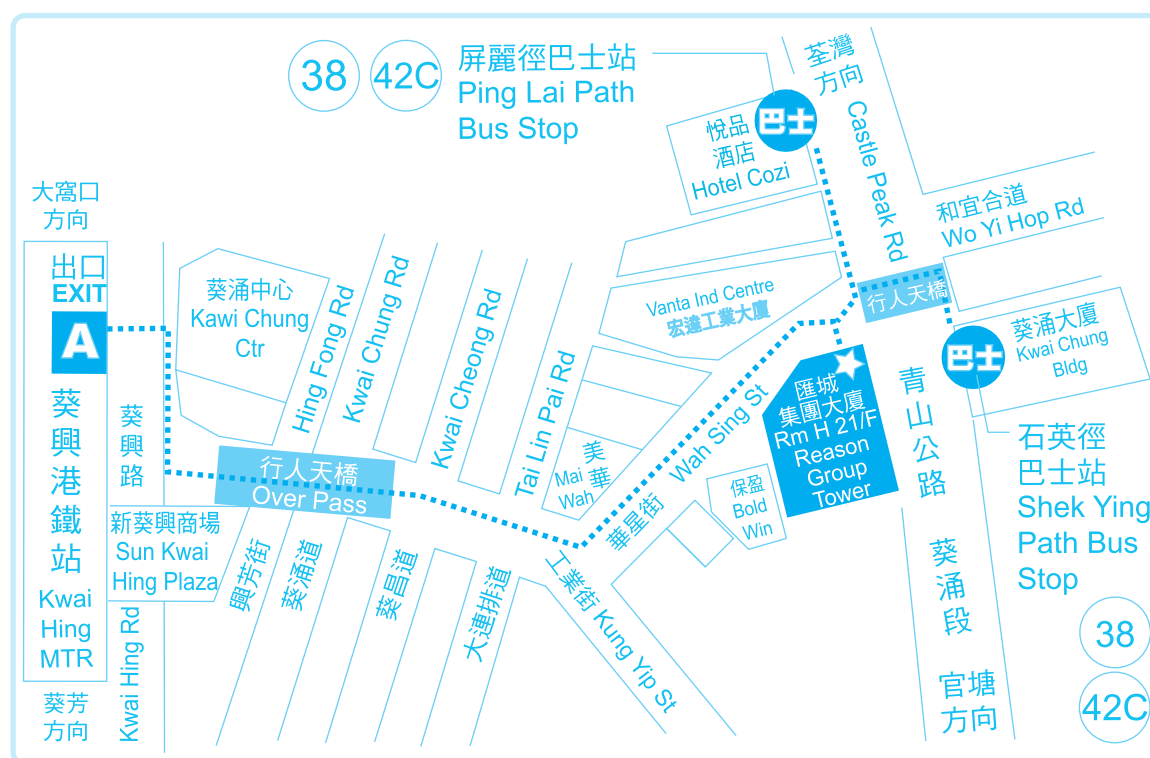 38
42C
屏麗徑巴士站
Ping Lai Path
Bus Stop
荃灣
方向
巴士
悅品
酒店
Hotel Cozi
Castle Peak Rd
和宜合道
Wo Yi Hop Rd
大窩口
方向
出口
EXIT
A
葵涌中心
Kawi Chung
Ctr
Hing Fong Rd
Kwai Chung Rd
Kwai Cheong Rd
Tai Lin Pai Rd
Vanta Ind Centre
宏達工業大廈
行人天橋
葵涌大廈
Kwai Chung
Bldg
巴士
葵興港鐵站
Kwai
Hing
MTR
葵興路
行人天橋
Over Pass
美華
Mai
Wah
Wah Sing St
華星街
匯城
集團大廈
Rm H 21/F
Reason
Group
Tower
保盈
Bold
Win
青山公路
石英徑
巴士站
Shek Ying
Path Bus
Stop
新葵興商場
Sun Kwai
Hing Plaza
興芳街
葵涌道
葵昌道
大連排道
工業街 Kung Yip St
葵涌段
38
42C
Kwai Hing Rd
葵芳
方向
官塘
方向